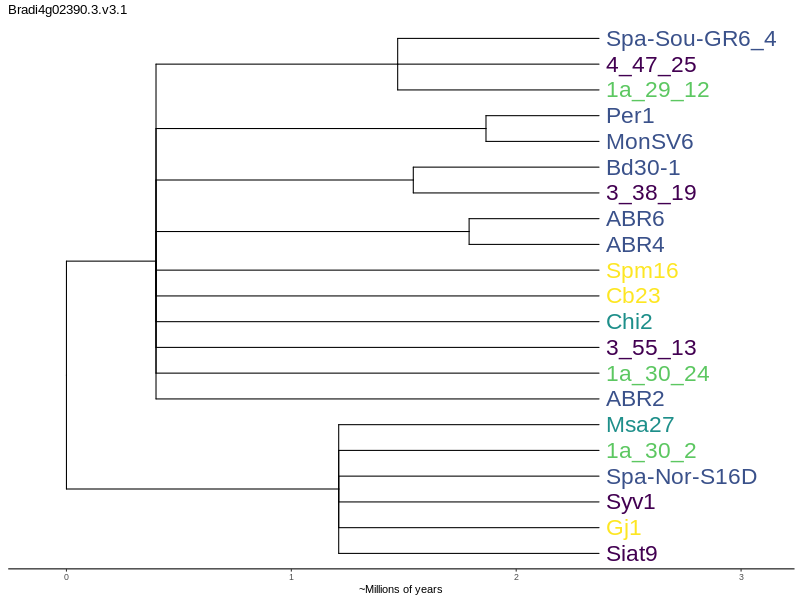 Bradi4g02390.3.v3.1
Spa-Sou-GR6_4
4_47_25
1a_29_12
Per1
MonSV6
Bd30-1
3_38_19
ABR6
ABR4
Spm16
Cb23
Chi2
3_55_13
1a_30_24
ABR2
Msa27
1a_30_2
Spa-Nor-S16D
Syv1
Gj1
Siat9
0 1 2 3
~Millions of years